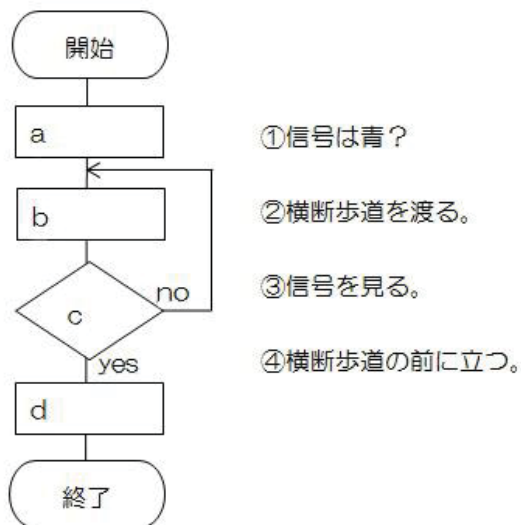 開始
a
①信号は青？
b
②横断歩道を渡る。
c
no
③信号を見る。
yes
④横断歩道の前に立つ。
d
終了